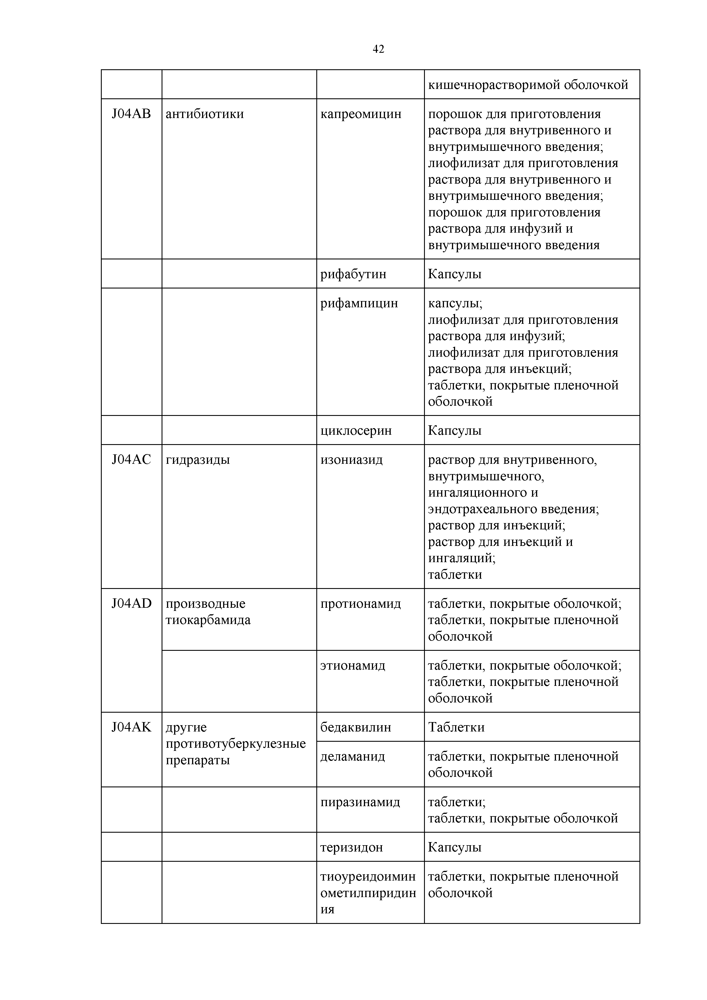 42
кишечнорастворимой оболочкой
J04AB
антибиотики
капреомицин
порошок для приготовления
раствора для внутривенного и
внутримышечного введения;
лиофилизат для приготовления
раствора для внутривенного и
внутримышечного введения;
порошок для приготовления
раствора для инфузий и
внутримышечного введения
рифабутин
Капсулы
рифампицин
капсулы;
лиофилизат для приготовления
раствора для инфузий;
лиофилизат для приготовления
раствора для инъекций;
таблетки, покрытые пленочной
оболочкой
циклосерин
Капсулы
J04AC
гидразиды
изониазид
раствор для внутривенного,
внутримышечного,
ингаляционного и
эндотрахеального введения;
раствор для инъекций;
раствор для инъекций и
ингаляций;
таблетки
J04AD
производные
тиокарбамида
протионамид
таблетки, покрытые оболочкой;
таблетки, покрытые пленочной
оболочкой
этионамид
таблетки, покрытые оболочкой;
таблетки, покрытые пленочной
оболочкой
J04AK
другие
противотуберкулезные
препараты
бедаквилин
Таблетки
деламанид
таблетки, покрытые пленочной
оболочкой
пиразинамид
таблетки;
таблетки, покрытые оболочкой
теризидон
Капсулы
тиоуреидоимин
ометилпиридин
ия
таблетки, покрытые пленочной
оболочкой